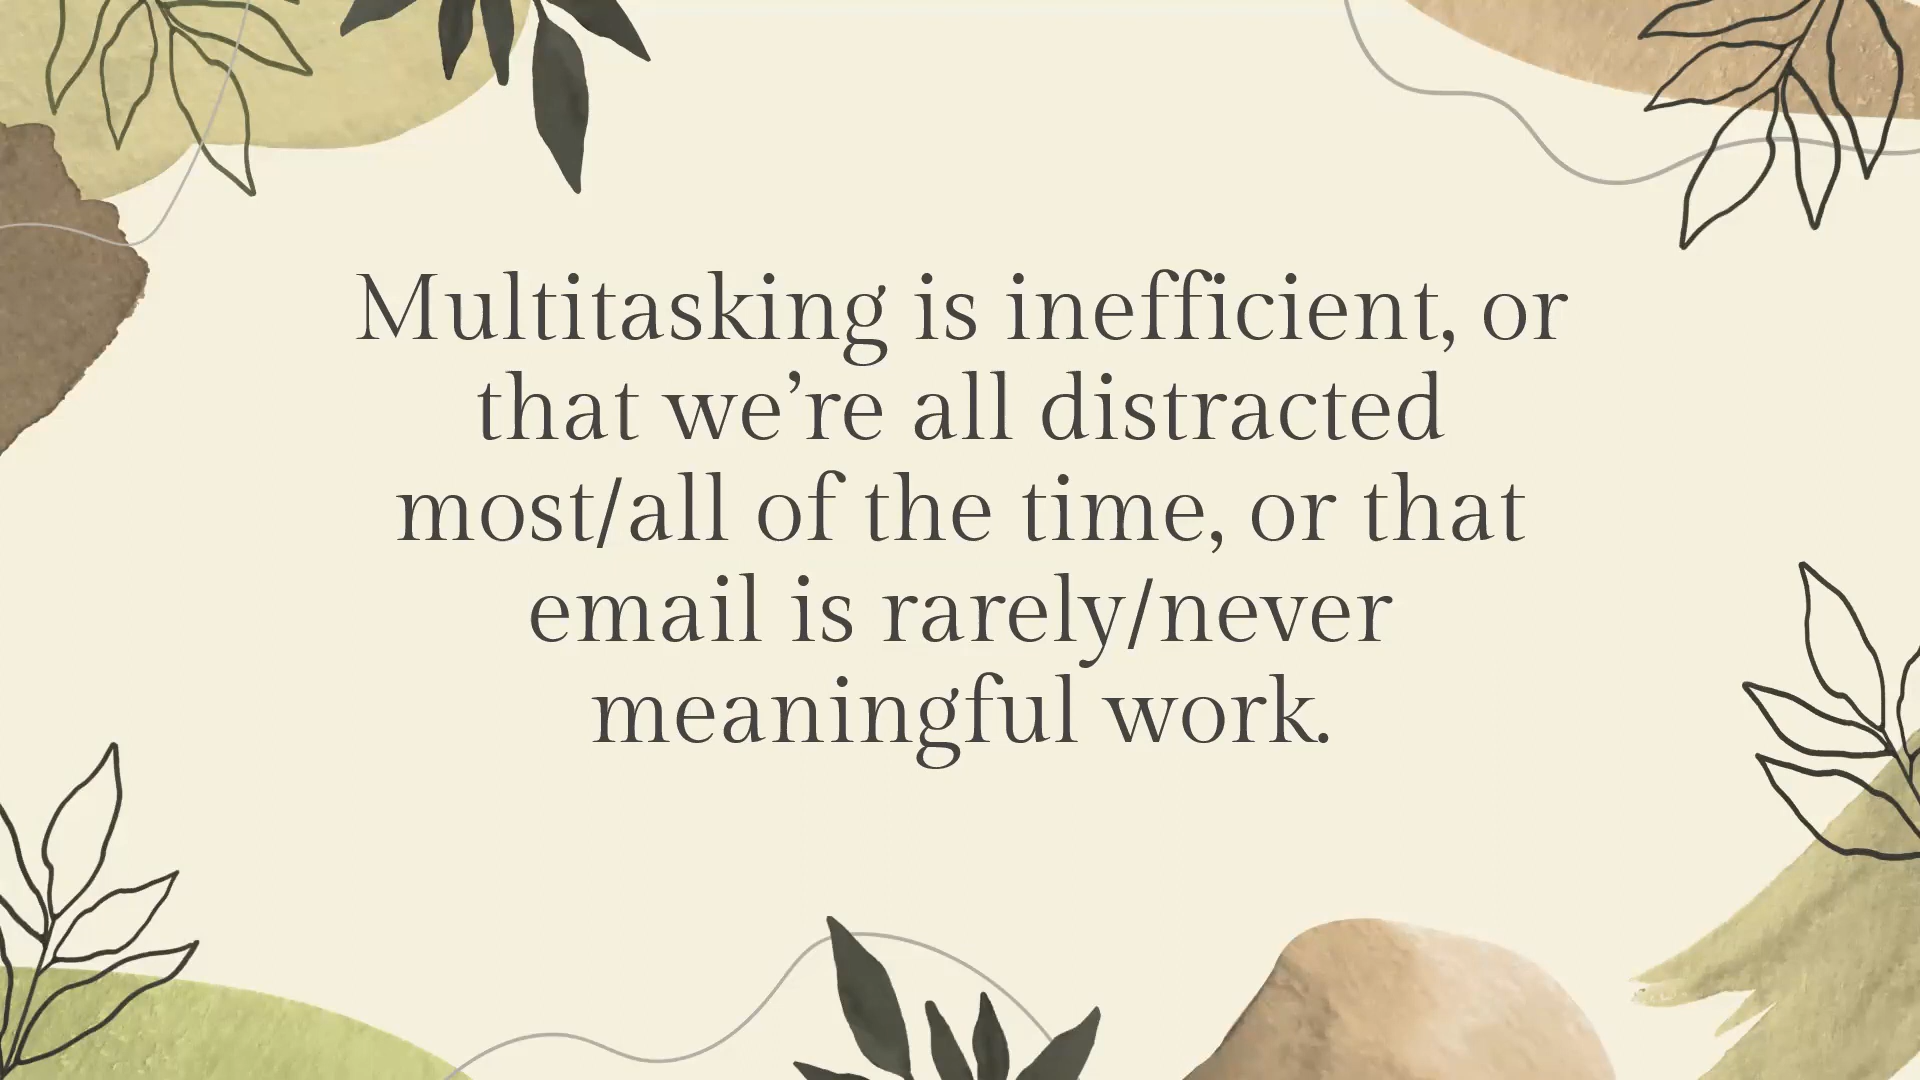 Multitasking is inefficient, or
that we’re all distracted
most/all of the time, or that
email is rarely/never
meaningful work.